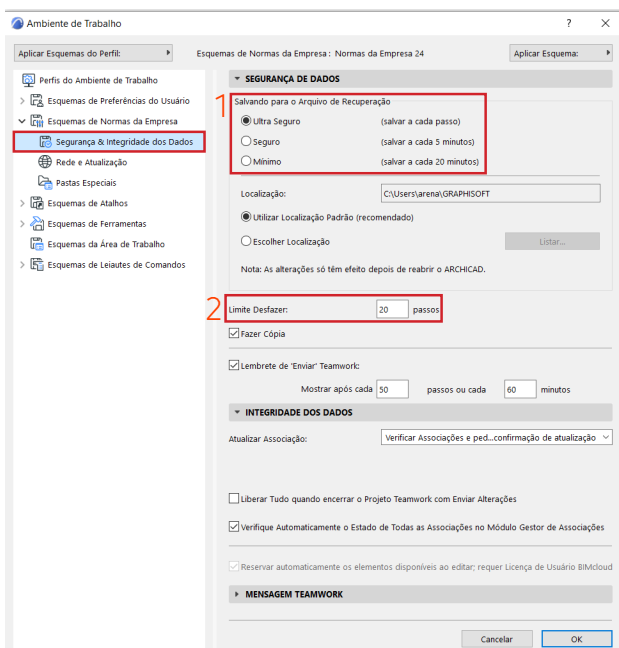 Ambiente de Trabalho ? ×
Aplicar Esquemas do Perfil: Esquemas de Normas da Empresa : Normas da Empresa 24 Aplicar Esquema:
Perfis do Ambiente de Trabalho
Esquemas de Preferências do Usuário
Esquemas de Normas da Empresa
Segurança & Integridade dos Dados
Rede e Atualização
Pastas Especiais
Esquemas de Atalhos
Esquemas de Ferramentas
Esquemas da Área de Trabalho
Esquemas de Leiautes de Comandos
SEGURANÇA DE DADOS
1
Salvando para o Arquivo de Recuperação
Ultra Seguro (salvar a cada passo)
Seguro (salvar a cada 5 minutos)
Mínimo (salvar a cada 20 minutos)
Localização: C:\Users\arena\GRAPHISOFT
Utilizar Localização Padrão (recomendado)
Escolher Localização Listar...
Nota: As alterações só têm efeito depois de reabrir o ARCHICAD.
2
Limite Desfazer: 20 passos
Fazer Cópia
Lembrete de 'Enviar' Teamwork:
Mostrar após cada 50 passos ou cada 60 minutos
INTEGRIDADE DOS DADOS
Atualizar Associação: Verificar Associações e ped...confirmação de atualização
Liberar Tudo quando encerrar o Projeto Teamwork com Enviar Alterações
Verifique Automaticamente o Estado de Todas as Associações no Módulo Gestor de Associações
Reservar automaticamente os elementos disponíveis ao editar; requer Licença de Usuário BIMcloud
MENSAGEM TEAMWORK
Cancelar OK